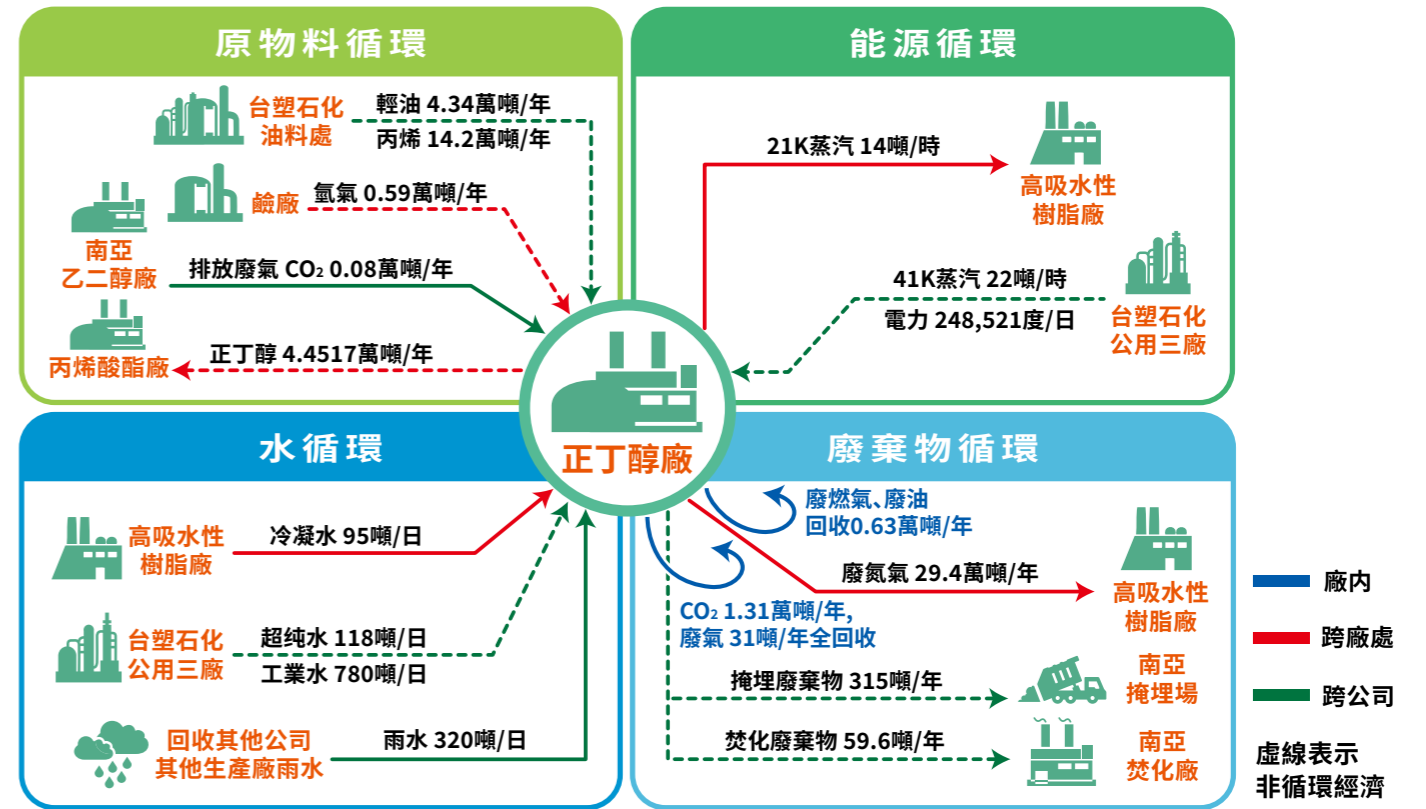 原物料循環
台塑石化
油料處
輕油 4.34萬噸/年
丙烯 14.2萬噸/年
鹼廠
氫氣 0.59萬噸/年
南亞
乙二醇廠
排放廢氣 CO₂ 0.08萬噸/年
丙烯酸酯廠
正丁醇 4.4517萬噸/年
能源循環
21K蒸汽 14噸/時
高吸水性
樹脂廠
41K蒸汽 22噸/時
電力 248,521度/日
台塑石化
公用三廠
正丁醇廠
水循環
高吸水性
樹脂廠
冷凝水 95噸/日
台塑石化
公用三廠
超纯水 118噸/日
工業水 780噸/日
回收其他公司
其他生產廠雨水
雨水 320噸/日
廢棄物循環
廢燃氣、廢油
回收0.63萬噸/年
廢氮氣 29.4萬噸/年
高吸水性
樹脂廠
CO₂ 1.31萬噸/年,
廢氣 31噸/年全回收
掩埋廢棄物 315噸/年
南亞
掩埋場
焚化廢棄物 59.6噸/年
南亞
焚化廠
廠内
跨廠處
跨公司
虛線表示
非循環經濟